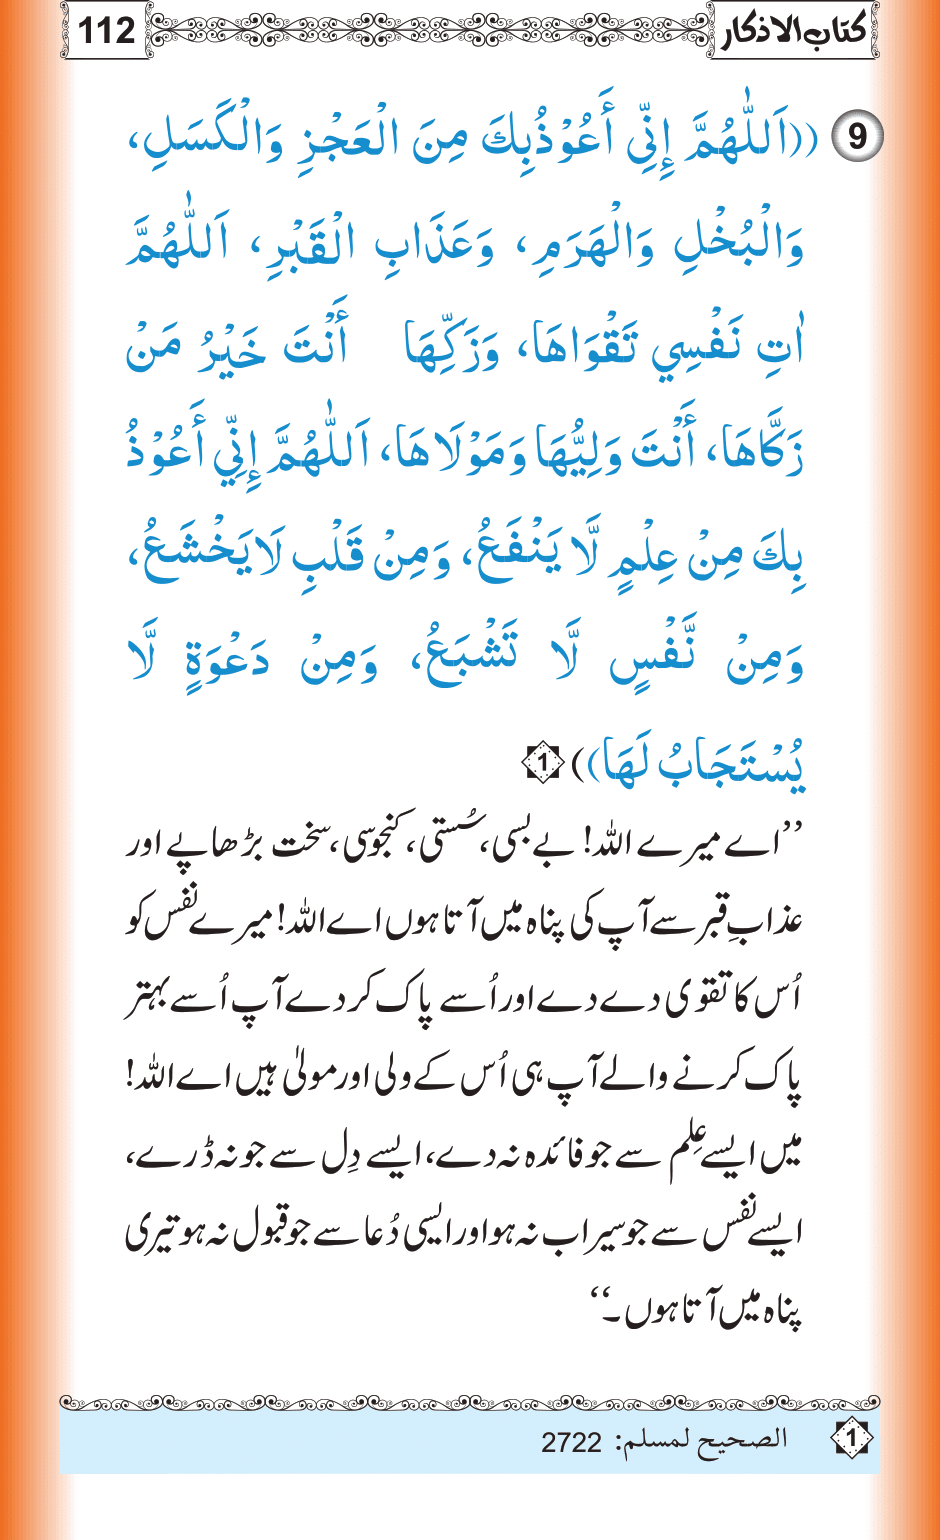 كتاب الاذكار 112
9 ((اَللّٰهُمَّ إِنِّي أَعُوْذُبِكَ مِنَ الْعَجْزِ وَالْكَسَلِ،
وَالْبُخْلِ وَالْهَرَمِ، وَعَذَابِ الْقَبْرِ، اَللّٰهُمَّ
اٰتِ نَفْسِي تَقْوَاهَا، وَزَكِّهَا أَنْتَ خَيْرُ مَنْ
زَكَّاهَا، أَنْتَ وَلِيُّهَا وَمَوْلَاهَا، اَللّٰهُمَّ إِنِّي أَعُوْذُ
بِكَ مِنْ عِلْمٍ لَّا يَنْفَعُ، وَمِنْ قَلْبٍ لَا يَخْشَعُ،
وَمِنْ نَّفْسٍ لَّا تَشْبَعُ، وَمِنْ دَعْوَةٍ لَّا
يُسْتَجَابُ لَهَا)) 1
’’اے میرے اللہ! بے بسی، سُستی، کنجوسی، سخت بڑھاپے اور
عذابِ قبر سے آپ کی پناہ میں آتا ہوں اے اللہ! میرے نفس کو
اُس کا تقوی دے دے اور اُسے پاک کر دے آپ اُسے بہتر
پاک کرنے والے آپ ہی اُس کے ولی اور مولیٰ ہیں اے اللہ!
میں ایسے عِلم سے جو فائدہ نہ دے، ایسے دِل سے جو نہ ڈرے،
ایسے نفس سے جو سیراب نہ ہو اور ایسی دُعا سے جو قبول نہ ہو تیری
پناہ میں آتا ہوں۔‘‘
1 الصحيح لمسلم: 2722